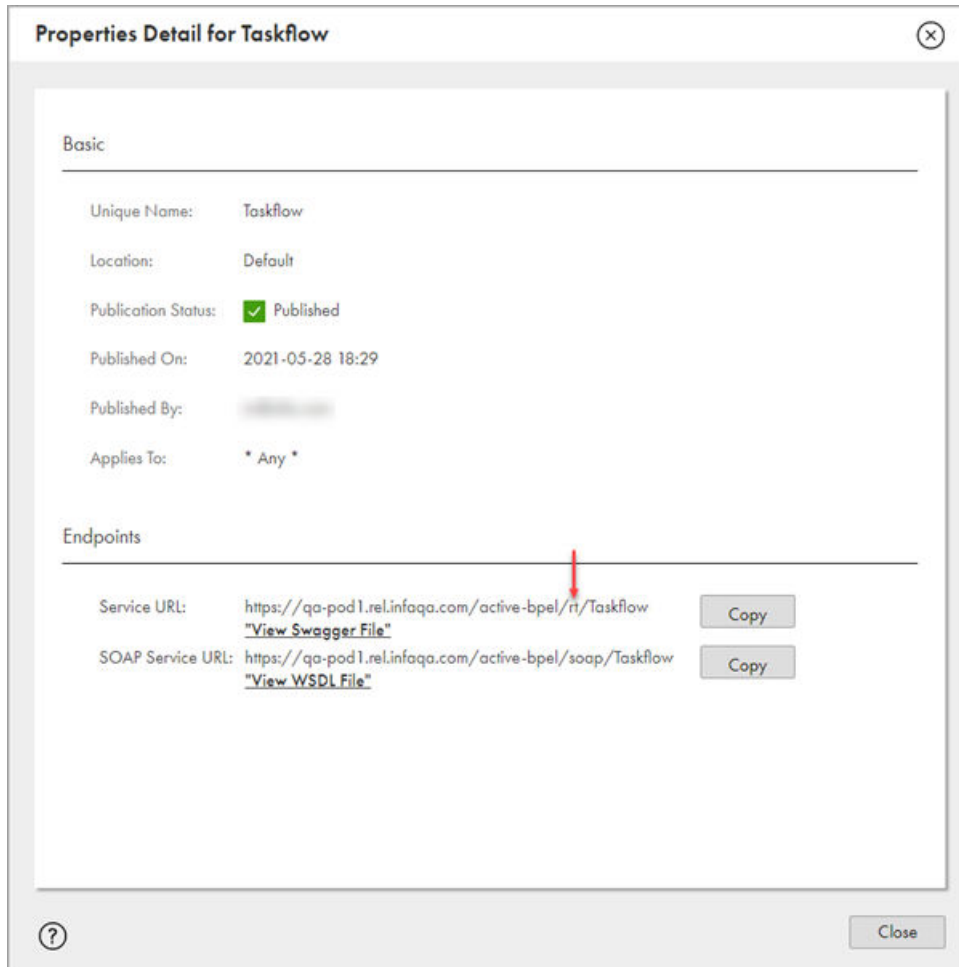 Properties Detail for Taskflow
Basic
Unique Name: Taskflow
Location: Default
Publication Status: Published
Published On: 2021-05-28 18:29
Published By:
Applies To: * Any *
Endpoints
Service URL: https://qa-pod1.rel.infaqa.com/active-bpel/rt/Taskflow Copy
"View Swagger File"
SOAP Service URL: https://qa-pod1.rel.infaqa.com/active-bpel/soap/Taskflow Copy
"View WSDL File"
? Close